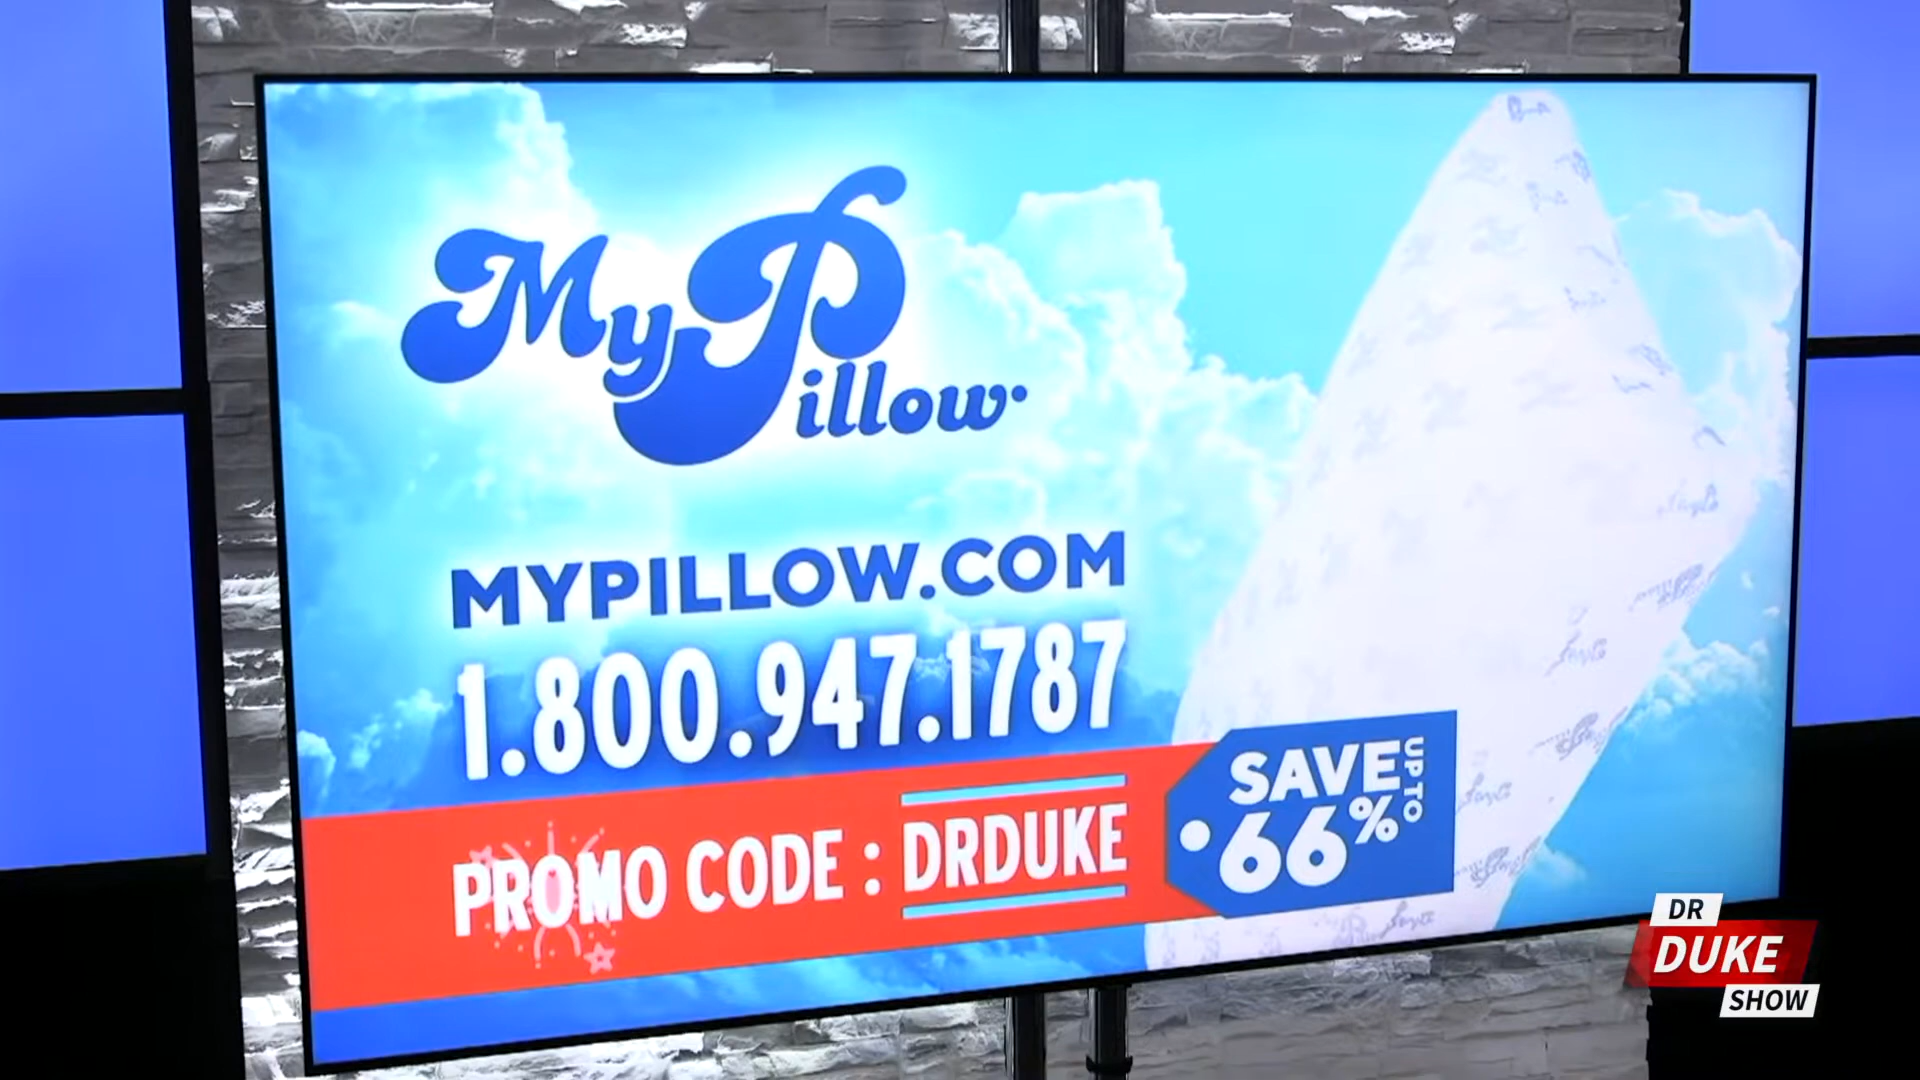 MyPillow
MYPILLOW.COM
1.800.947.1787
PROMO CODE : DRDUKE
SAVE UP TO
66%
DR
DUKE
SHOW